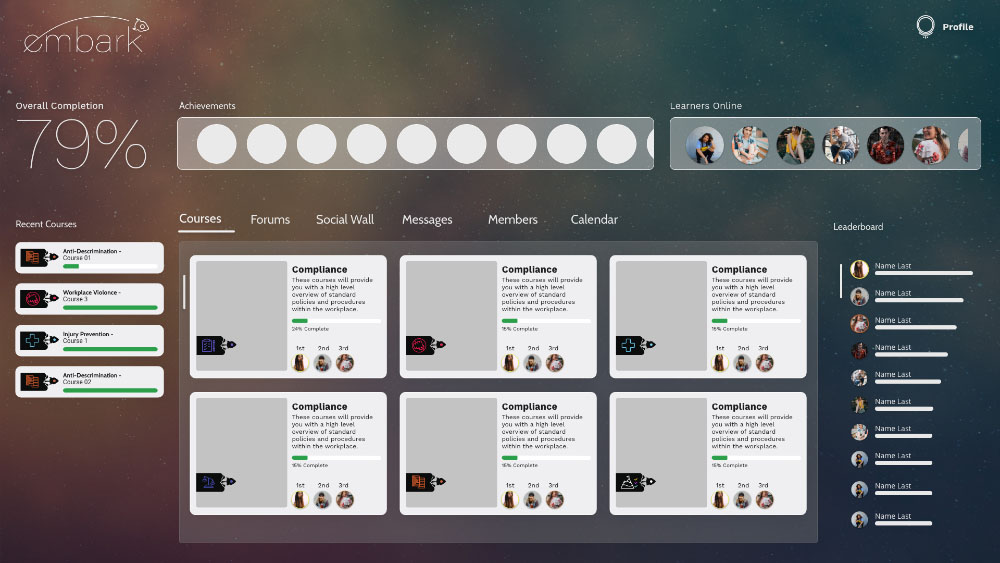 embark
Profile
Overall Completion
79%
Achievements
Learners Online
Recent Courses
Anti-Descrimination -
Course 01
Workplace Violonce -
Course 3
Injury Prevention -
Course 1
Anti-Descrimination -
Course 02
Courses
Forums
Social Wall
Messages
Members
Calendar
Compliance
These courses will provide
you with a high level
overview of standard
policies and procedures
within the workplace.
24% Complete
1st 2nd 3rd
Compliance
These courses will provide
you with a high level
overview of standard
policies and procedures
within the workplace.
15% Complete
1st 2nd 3rd
Compliance
These courses will provide
you with a high level
overview of standard
policies and procedures
within the workplace.
15% Complete
1st 2nd 3rd
Compliance
These courses will provide
you with a high level
overview of standard
policies and procedures
within the workplace.
15% Complete
1st 2nd 3rd
Compliance
These courses will provide
you with a high level
overview of standard
policies and procedures
within the workplace.
15% Complete
1st 2nd 3rd
Compliance
These courses will provide
you with a high level
overview of standard
policies and procedures
within the workplace.
15% Complete
1st 2nd 3rd
Leaderboard
Name Last
Name Last
Name Last
Name Last
Name Last
Name Last
Name Last
Name Last
Name Last
Name Last